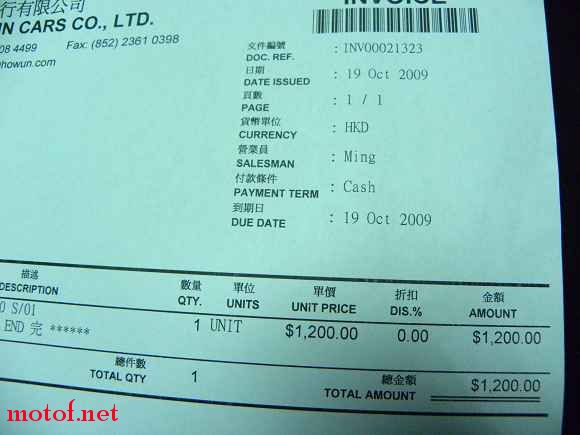 行有限公司
UN CARS CO., LTD.
08 4499 Fax: (852) 2361 0398
@howun.com
INVOICE
文件編號 : INV00021323
DOC. REF.
日期 : 19 Oct 2009
DATE ISSUED
頁數 : 1 / 1
PAGE
貨幣單位 : HKD
CURRENCY
營業員 : Ming
SALESMAN
付款條件 : Cash
PAYMENT TERM
到期日 : 19 Oct 2009
DUE DATE
描述 數量 單位 單價 折扣 金額
DESCRIPTION QTY. UNITS UNIT PRICE DIS.% AMOUNT
0 S/01
END 完 ****** 1 UNIT $1,200.00 0.00 $1,200.00
總件數 總金額
TOTAL QTY 1 TOTAL AMOUNT $1,200.00
motof.net